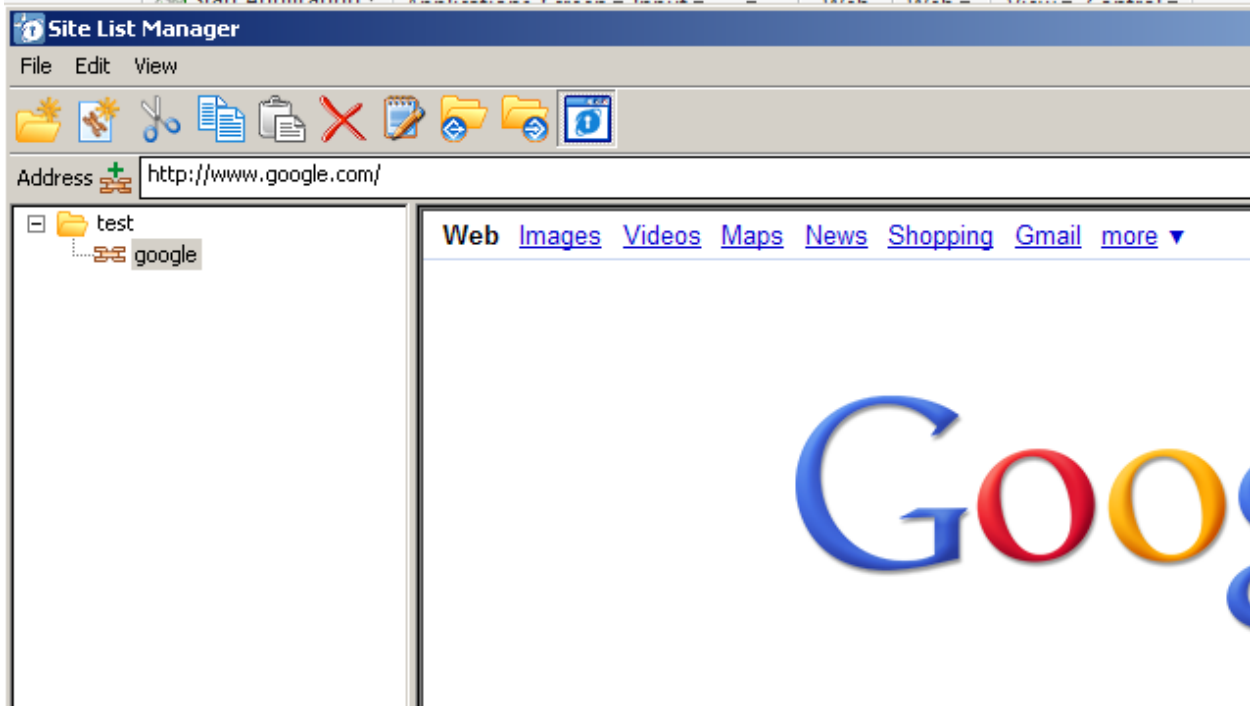 Site List Manager
File Edit View
Address http://www.google.com/
test
google
Web Images Videos Maps News Shopping Gmail more ▼
Goo